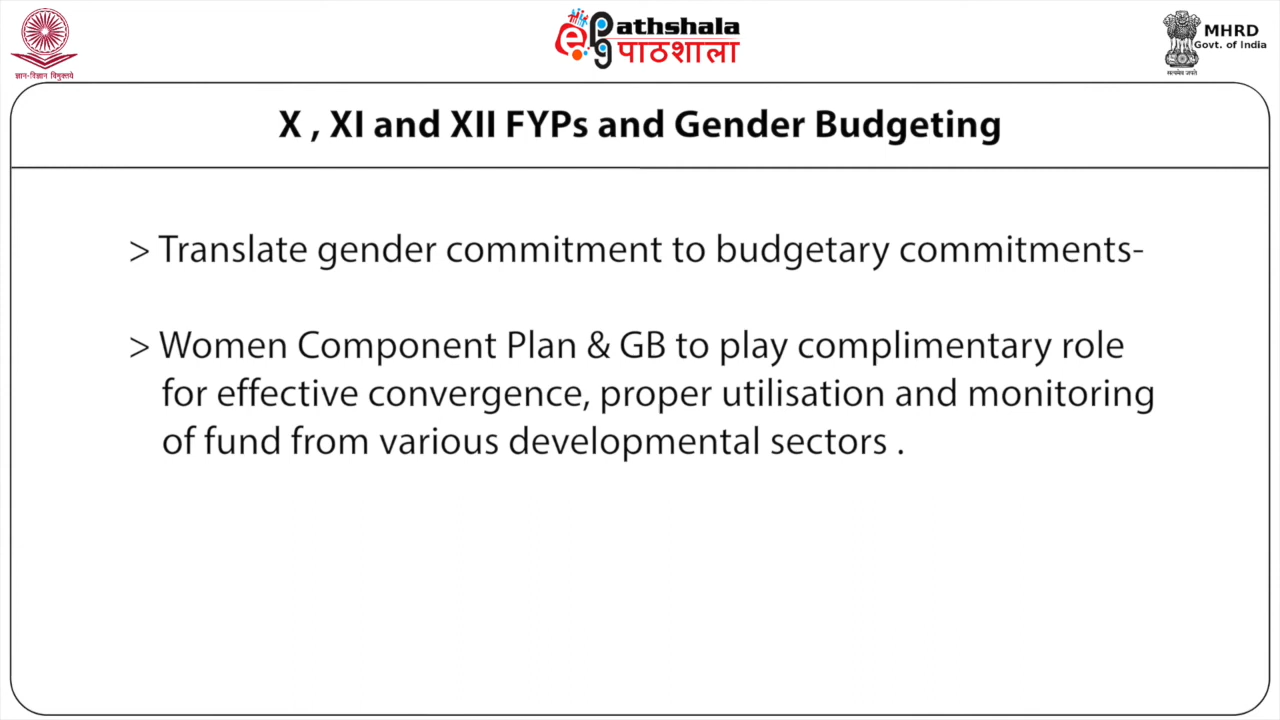 ज्ञान-विज्ञान विमुक्तये
ePathshala
पाठशाला
सत्यमेव जयते
MHRD
Govt. of India
X , XI and XII FYPs and Gender Budgeting
> Translate gender commitment to budgetary commitments-
> Women Component Plan & GB to play complimentary role
for effective convergence, proper utilisation and monitoring
of fund from various developmental sectors .